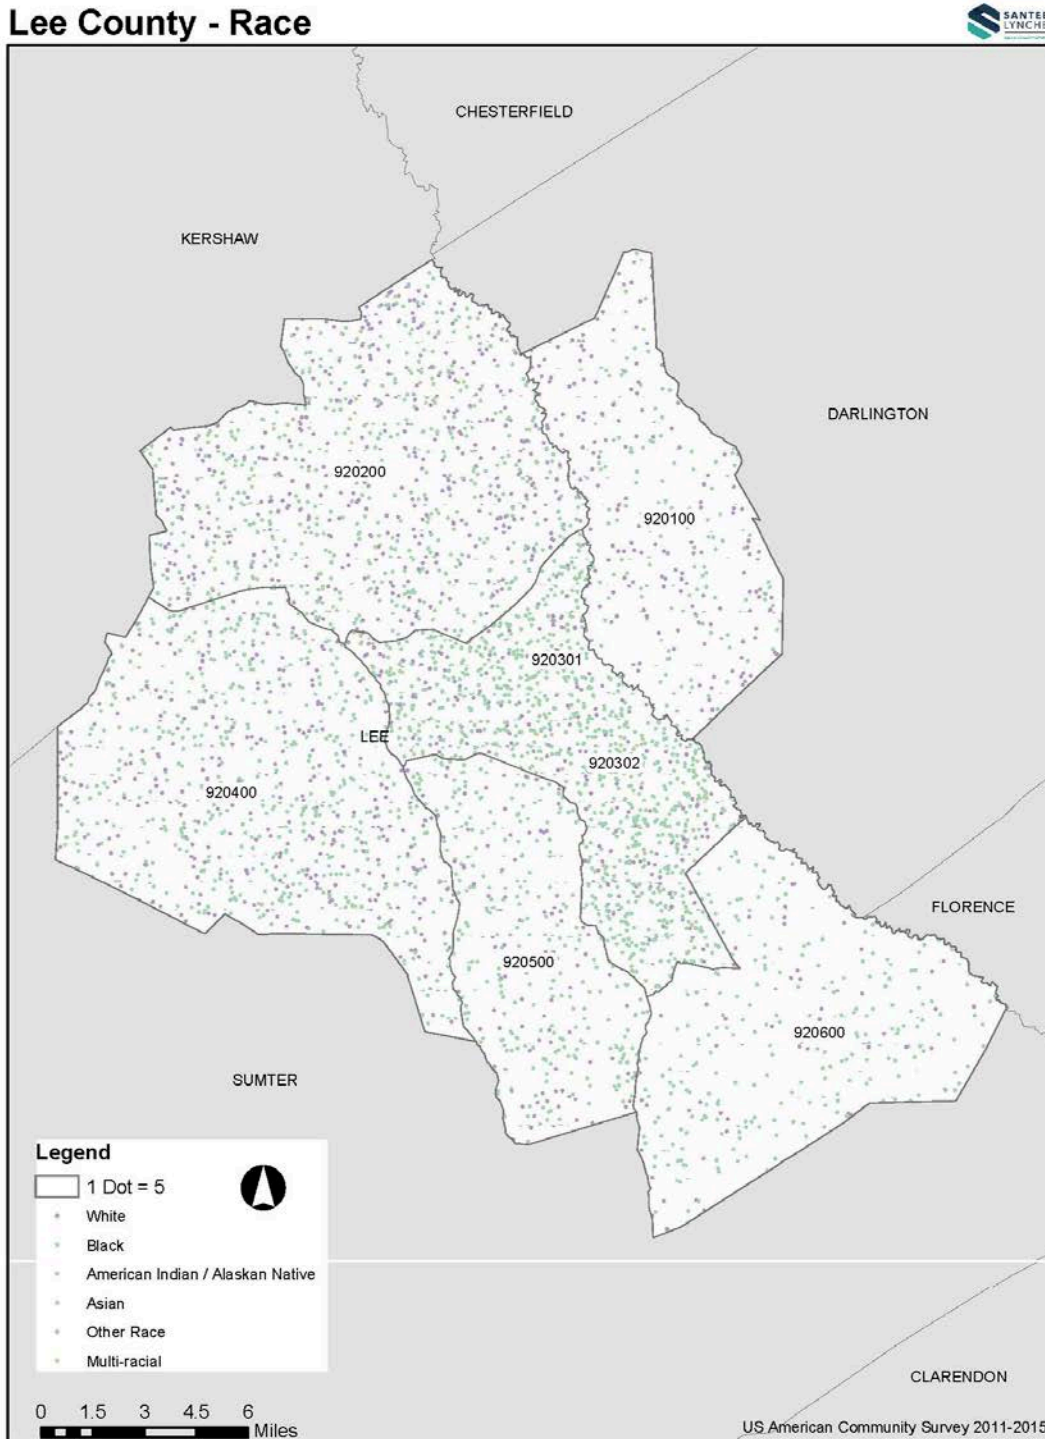 Lee County - Race
SANTEE
LYNCHE
CHESTERFIELD
KERSHAW
DARLINGTON
920200
920100
920301
LEE
920302
920400
FLORENCE
920500
920600
SUMTER
Legend
1 Dot = 5
White
Black
American Indian / Alaskan Native
Asian
Other Race
Multi-racial
CLARENDON
0 1.5 3 4.5 6
Miles
US American Community Survey 2011-2015